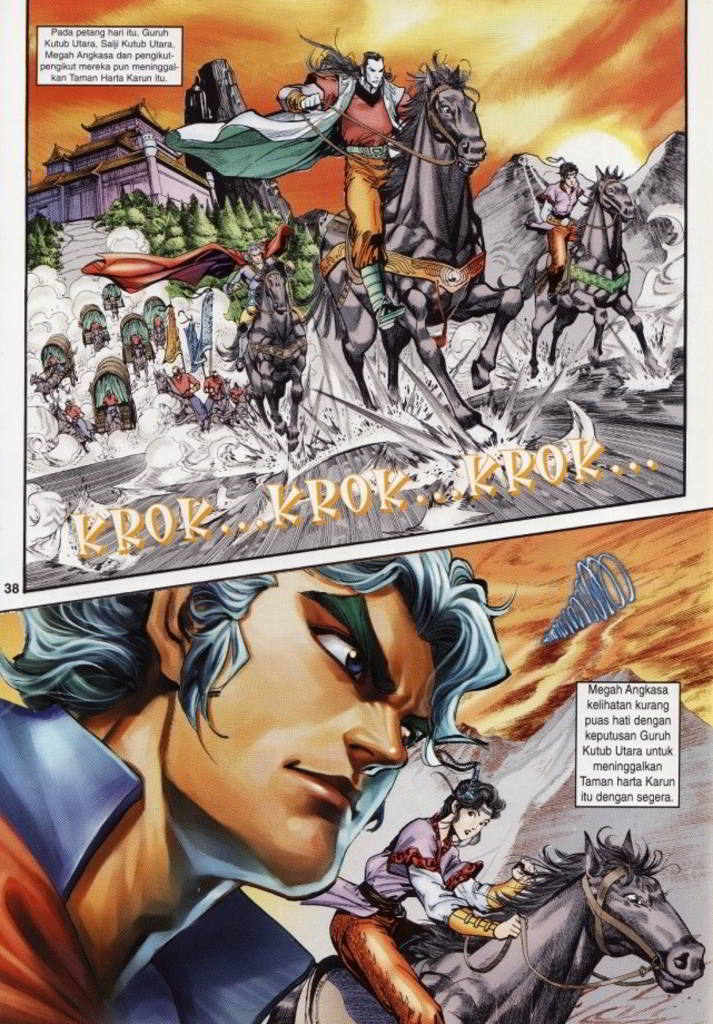 Pada petang hari itu, Guruh
Kutub Utara, Salji Kutub Utara,
Megah Angkasa dan pengikut-
pengikut mereka pun meninggal-
kan Taman Harta Karun itu.
KROK...KROK...KROK...
38
Megah Angkasa
kelihatan kurang
puas hati dengan
keputusan Guruh
Kutub Utara untuk
meninggalkan
Taman harta Karun
itu dengan segera.